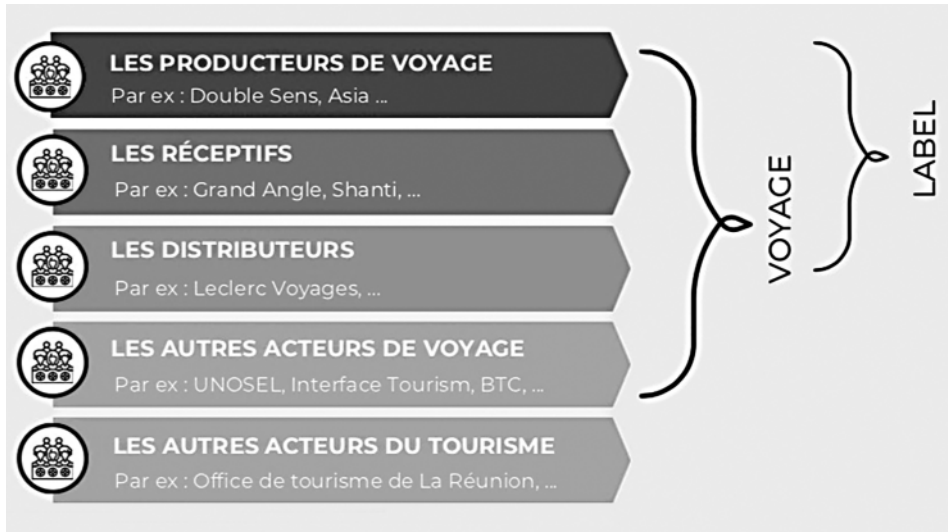 LES PRODUCTEURS DE VOYAGE
Par ex : Double Sens, Asia ...
LES RÉCEPTIFS
Par ex : Grand Angle, Shanti, ...
LES DISTRIBUTEURS
Par ex : Leclerc Voyages, ...
LES AUTRES ACTEURS DE VOYAGE
Par ex : UNOSEL, Interface Tourism, BTC, ...
LES AUTRES ACTEURS DU TOURISME
Par ex : Office de tourisme de La Réunion, ...
VOYAGE
LABEL